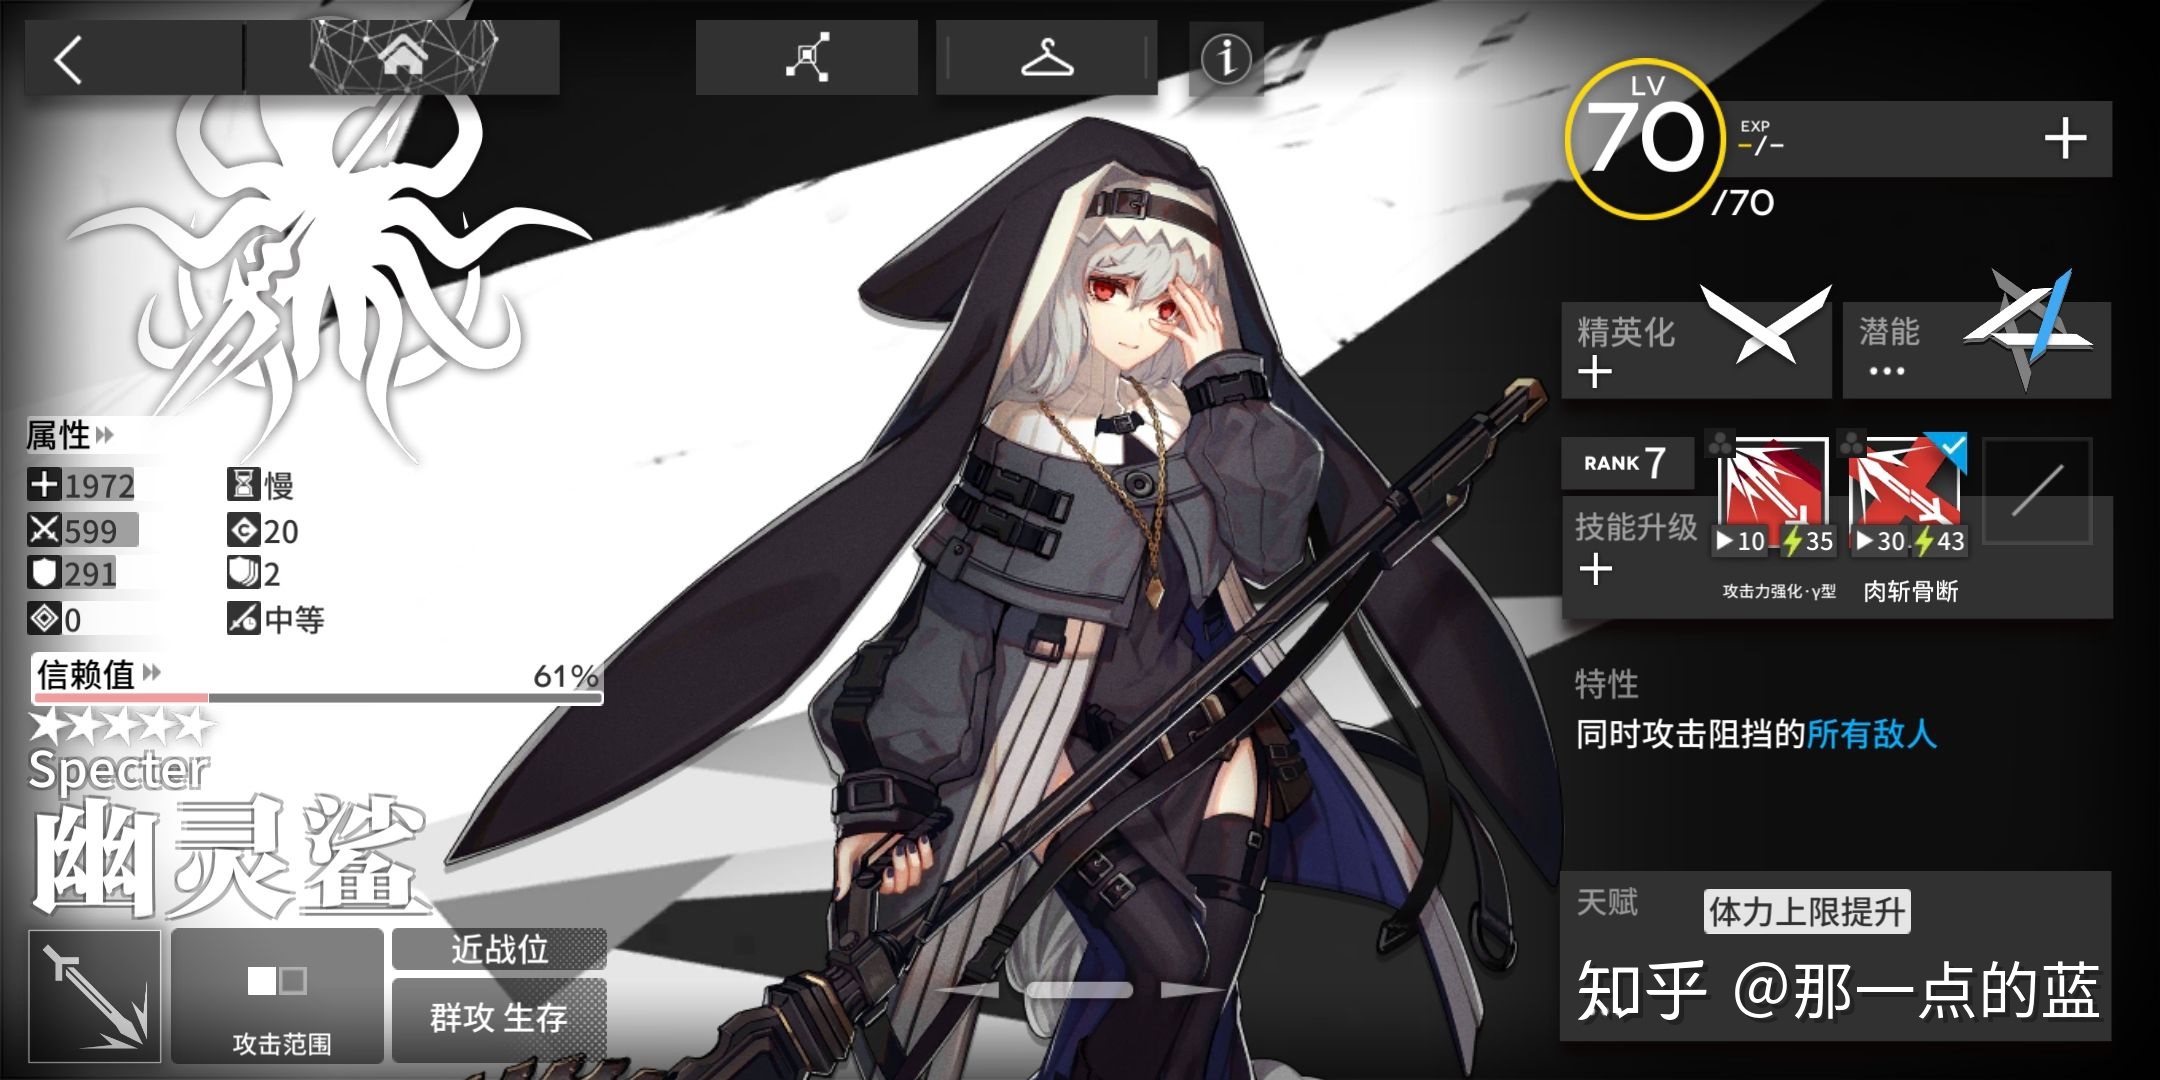 LV
70
EXP
-/-
/70
精英化
潜能
RANK 7
技能升级
10 35
30 43
攻击力强化·γ型
肉斩骨断
特性
同时攻击阻挡的所有敌人
天赋
体力上限提升
知乎 @那一点的蓝
属性
1972 慢
599 20
291 2
0 中等
信赖值 61%
Specter
幽灵鲨
近战位
群攻 生存
攻击范围